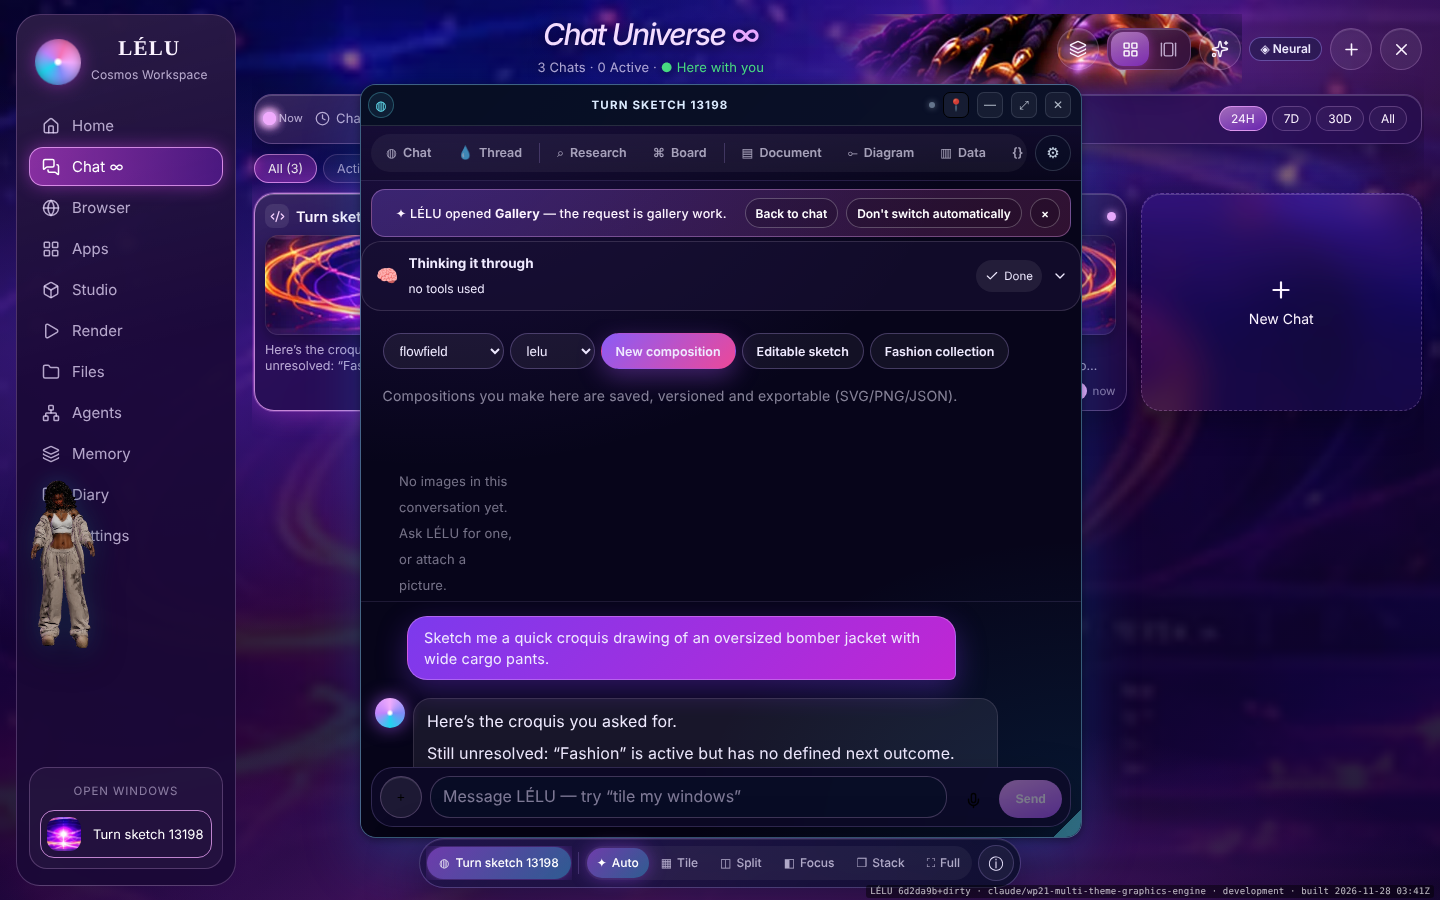 LÉLU
Cosmos Workspace
Home
Chat ∞
Browser
Apps
Studio
Render
Files
Agents
Memory
Diary
ttings
OPEN WINDOWS
Turn sketch 13198
Chat Universe ∞
3 Chats · 0 Active · ● Here with you
◈ Neural
Now
Cha
24H
7D
30D
All
All (3)
Acti
Turn sket
Here's the croqu
unresolved: “Fas
o...
now
New Chat
TURN SKETCH 13198
Chat
Thread
Research
Board
Document
Diagram
Data
{}
✦ LÉLU opened Gallery — the request is gallery work.
Back to chat
Don't switch automatically
×
Thinking it through
no tools used
Done
flowfield
lelu
New composition
Editable sketch
Fashion collection
Compositions you make here are saved, versioned and exportable (SVG/PNG/JSON).
No images in this
conversation yet.
Ask LÉLU for one,
or attach a
picture.
Sketch me a quick croquis drawing of an oversized bomber jacket with
wide cargo pants.
Here’s the croquis you asked for.
Still unresolved: “Fashion” is active but has no defined next outcome.
Message LÉLU — try “tile my windows”
Send
Turn sketch 13198
Auto
Tile
Split
Focus
Stack
Full
LÉLU 6d2da9b+dirty · claude/wp21-multi-theme-graphics-engine · development · built 2026-11-28 03:41Z